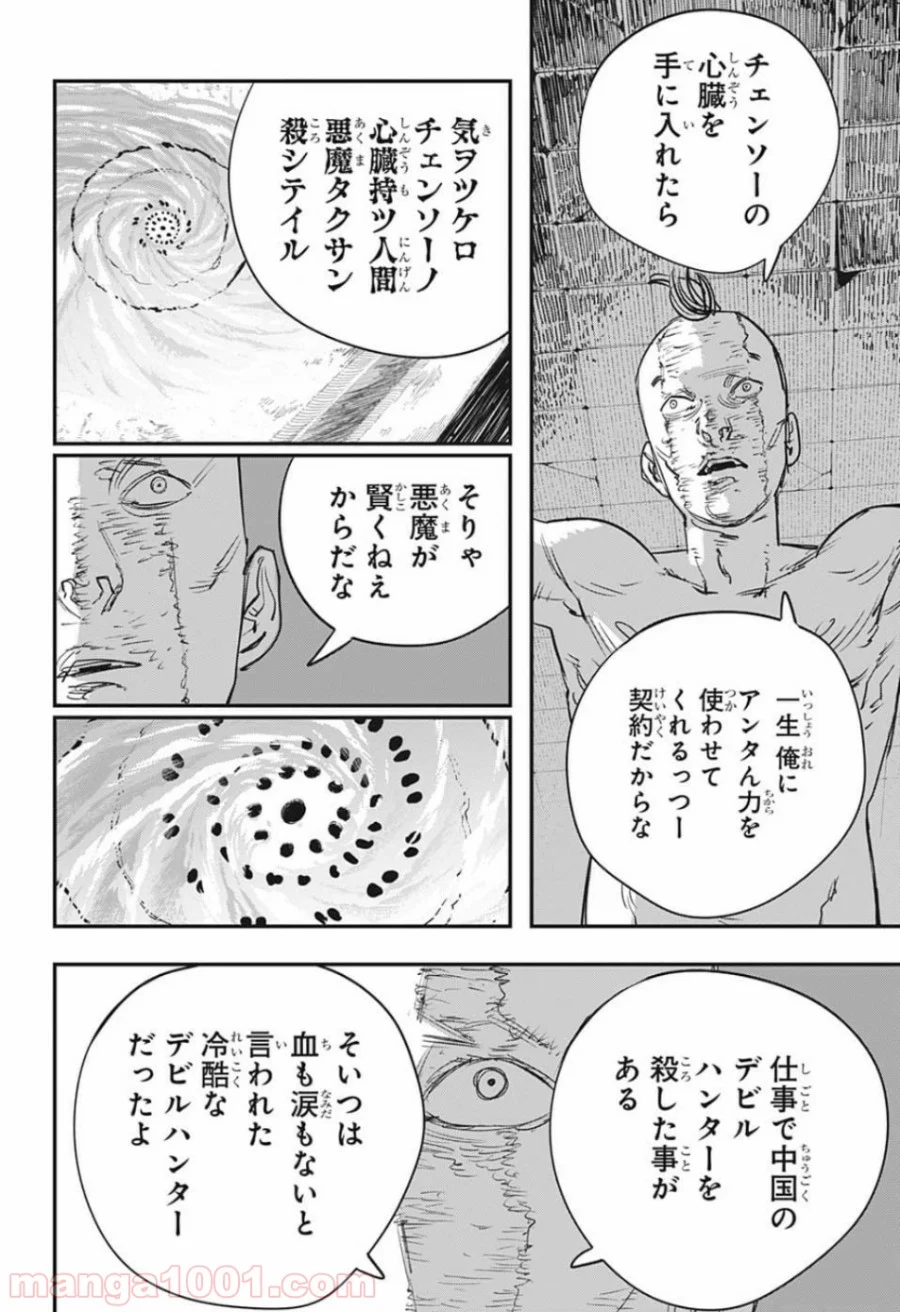 チェンソーの
心臓を
手に入れたら
一生俺に
アンタん力を
使わせて
くれるっつー
契約だからな
気ヲツケロ
チェンソーノ
心臓持ツ人間
悪魔タクサン
殺シテイル
そりゃ
悪魔が
賢くねえ
からだな
仕事で中国の
デビル
ハンターを
殺した事が
ある
そいつは
血も涙もないと
言われた
冷酷な
デビルハンター
だったよ
manga1001.com